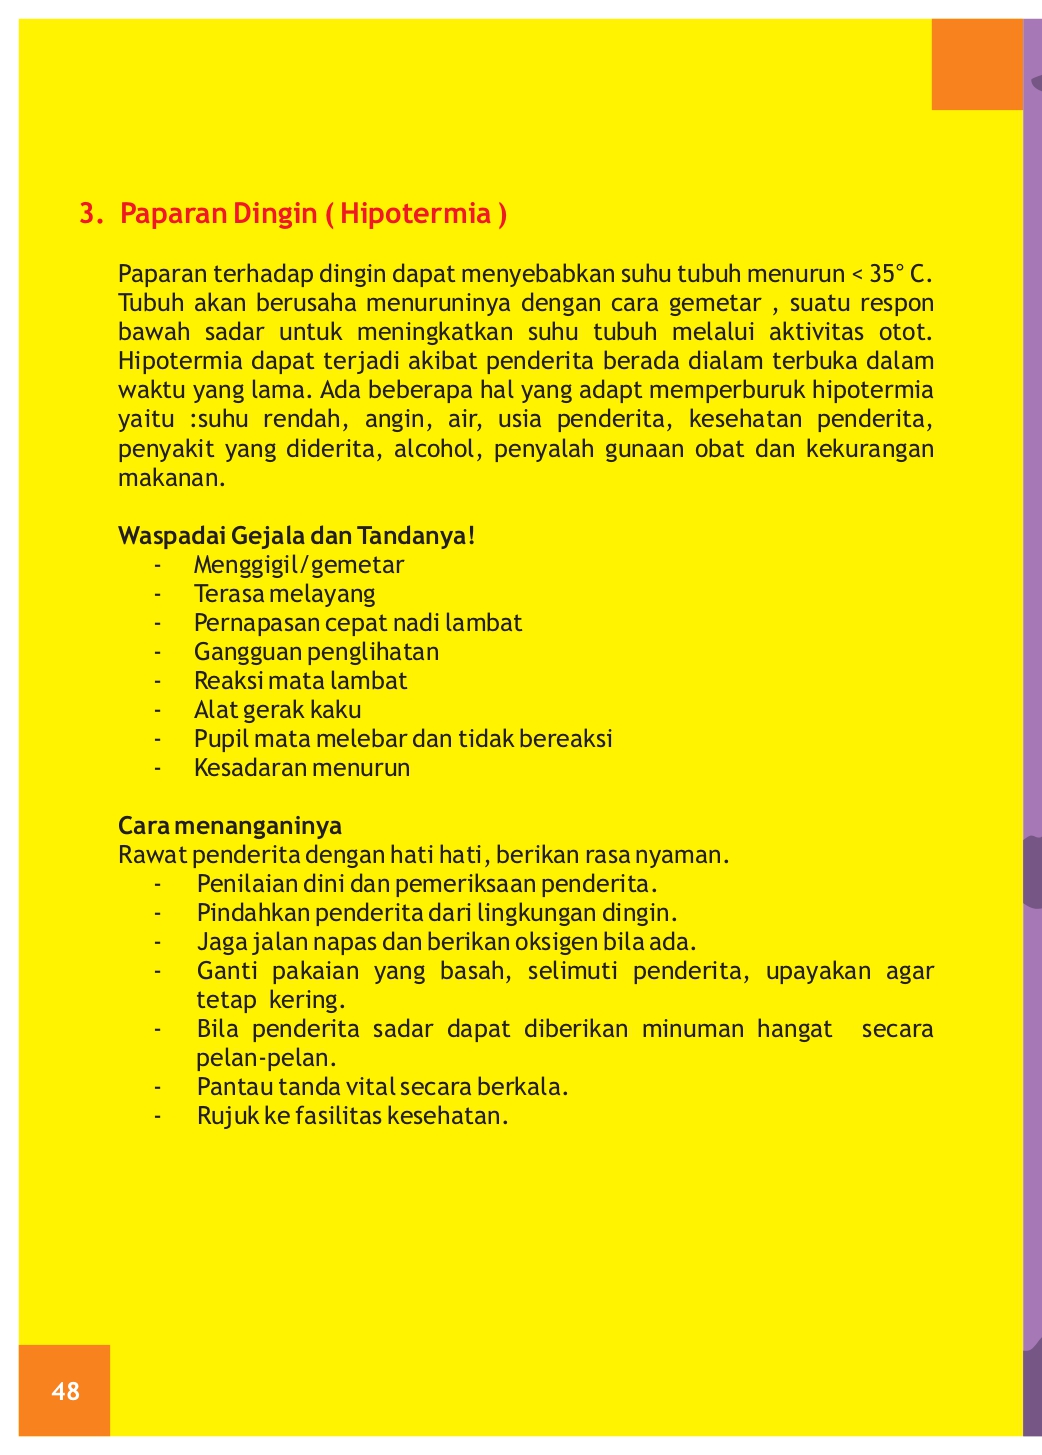 3. Paparan Dingin ( Hipotermia )
Paparan terhadap dingin dapat menyebabkan suhu tubuh menurun < 35° C.
Tubuh akan berusaha menuruninya dengan cara gemetar , suatu respon
bawah sadar untuk meningkatkan suhu tubuh melalui aktivitas otot.
Hipotermia dapat terjadi akibat penderita berada dialam terbuka dalam
waktu yang lama. Ada beberapa hal yang adapt memperburuk hipotermia
yaitu :suhu rendah, angin, air, usia penderita, kesehatan penderita,
penyakit yang diderita, alcohol, penyalah gunaan obat dan kekurangan
makanan.
Waspadai Gejala dan Tandanya!
- Menggigil/gemetar
- Terasa melayang
- Pernapasan cepat nadi lambat
- Gangguan penglihatan
- Reaksi mata lambat
- Alat gerak kaku
- Pupil mata melebar dan tidak bereaksi
- Kesadaran menurun
Cara menanganinya
Rawat penderita dengan hati hati, berikan rasa nyaman.
- Penilaian dini dan pemeriksaan penderita.
- Pindahkan penderita dari lingkungan dingin.
- Jaga jalan napas dan berikan oksigen bila ada.
- Ganti pakaian yang basah, selimuti penderita, upayakan agar
tetap kering.
- Bila penderita sadar dapat diberikan minuman hangat secara
pelan-pelan.
- Pantau tanda vital secara berkala.
- Rujuk ke fasilitas kesehatan.
48